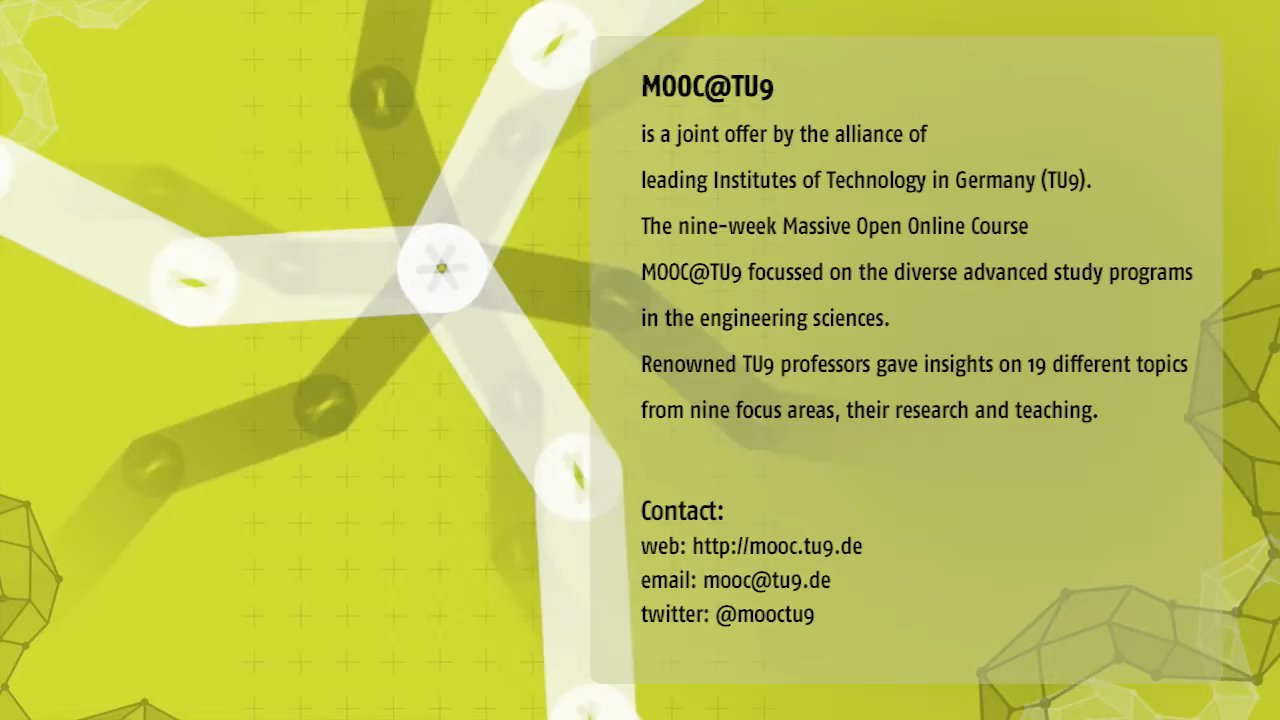 MOOC@TU9
is a joint offer by the alliance of
leading Institutes of Technology in Germany (TU9).
The nine-week Massive Open Online Course
MOOC@TU9 focussed on the diverse advanced study programs
in the engineering sciences.
Renowned TU9 professors gave insights on 19 different topics
from nine focus areas, their research and teaching.
Contact:
web: http://mooc.tu9.de
email: mooc@tu9.de
twitter: @mooctu9